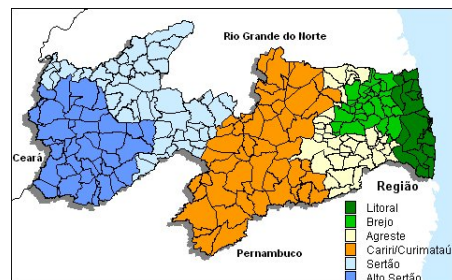 Rio Grande do Norte
Ceará
Pernambuco
Região
Litoral
Brejo
Agreste
Cariri/Curimataú
Sertão
Alto Sertão